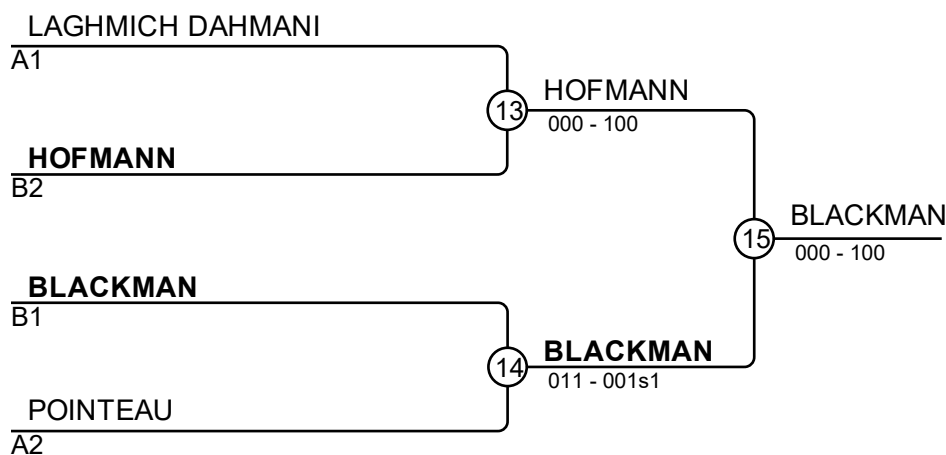 LAGHMICH DAHMANI
A1
13
HOFMANN
000 - 100
HOFMANN
B2
15
BLACKMAN
000 - 100
BLACKMAN
B1
14
BLACKMAN
011 - 001s1
POINTEAU
A2